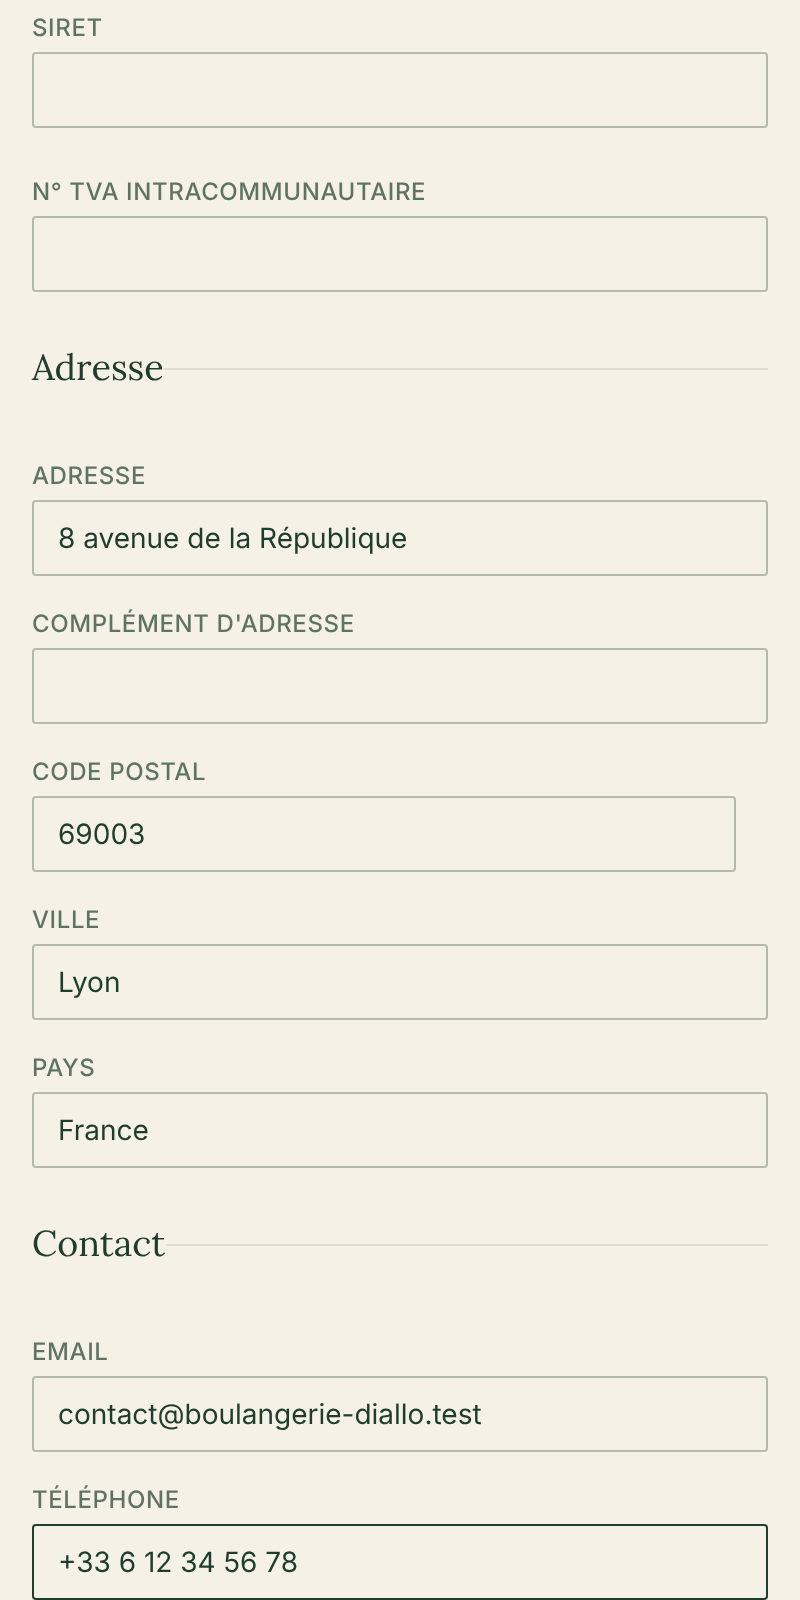 SIRET
N° TVA INTRACOMMUNAUTAIRE
Adresse
ADRESSE
8 avenue de la République
COMPLÉMENT D'ADRESSE
CODE POSTAL
69003
VILLE
Lyon
PAYS
France
Contact
EMAIL
contact@boulangerie-diallo.test
TÉLÉPHONE
+33 6 12 34 56 78